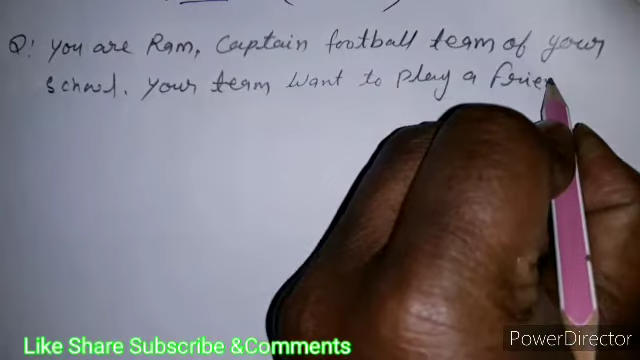 Q: You are Ram, Captain football team of your
school. Your team want to play a frien
Like Share Subscribe &Comments
PowerDirector